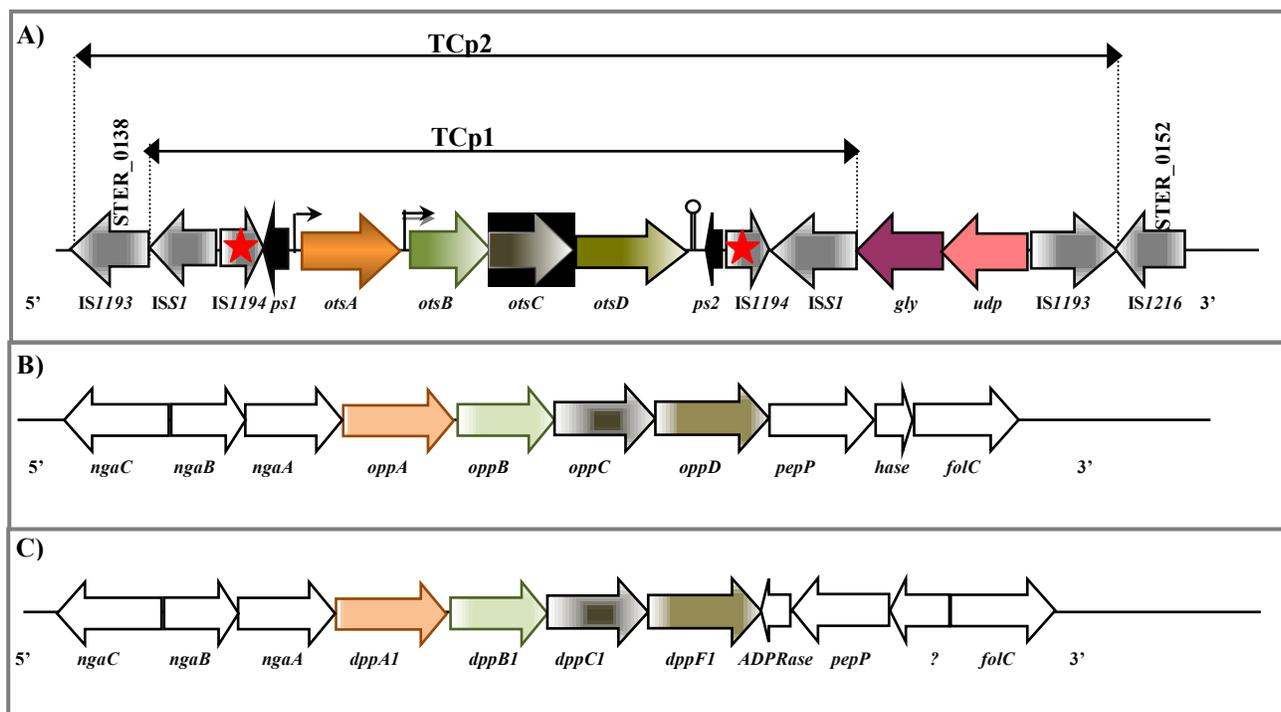 A)
TCp2
TCp1
STER_0138
STER_0152
5’ IS1193 ISS1 IS1194 ps1 otsA otsB otsC otsD ps2 IS1194 ISS1 gly udp IS1193 IS1216 3’
B)
5’ ngaC ngaB ngaA oppA oppB oppC oppD pepP hase folC 3’
C)
5’ ngaC ngaB ngaA dppA1 dppB1 dppC1 dppF1 ADPRase pepP ? folC 3’